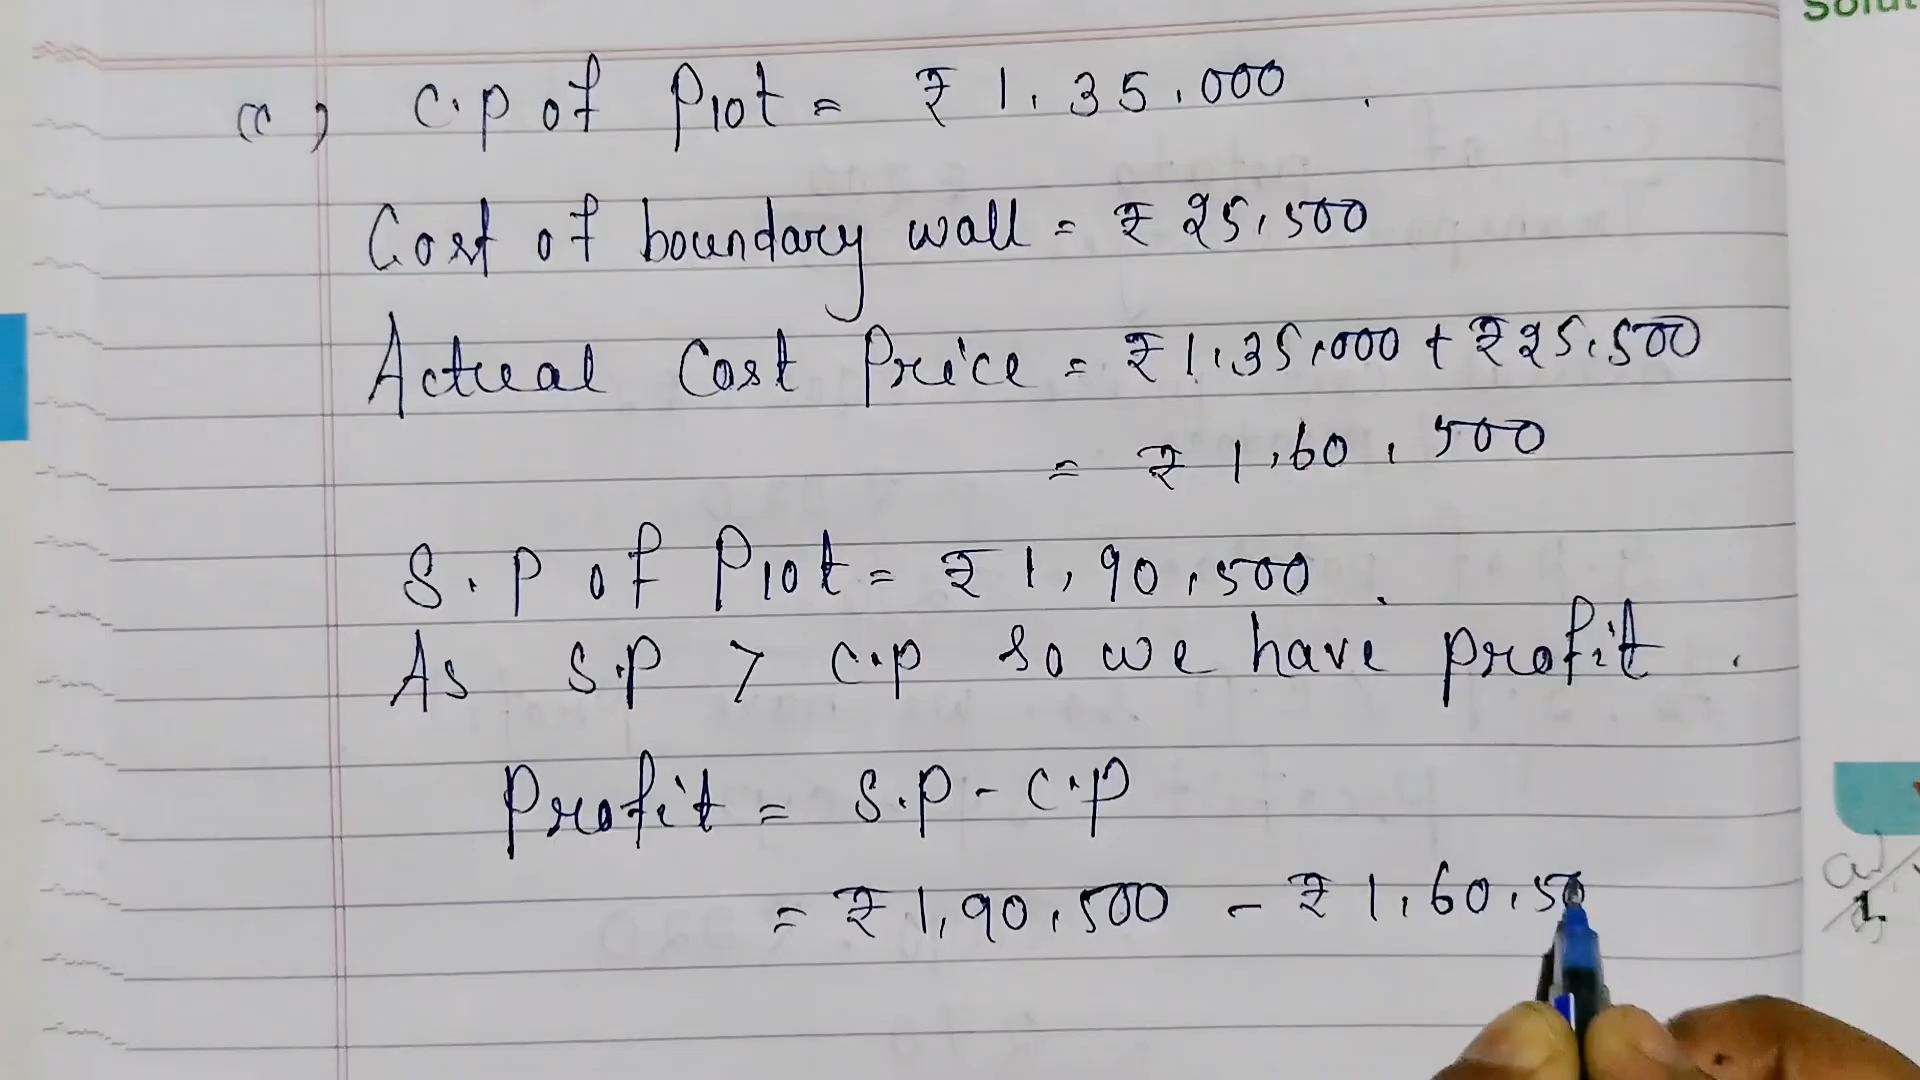 Solut
c) C.P of Plot = ₹ 1,35,000.
Cost of boundary wall = ₹ 25,500
Actual Cost Price = ₹1,35,000 + ₹25,500
= ₹ 1,60,500
S.P of Plot = ₹ 1,90,500.
As S.P > C.P So we have profit.
Profit = S.P - C.P
= ₹ 1,90,500 - ₹ 1,60,50